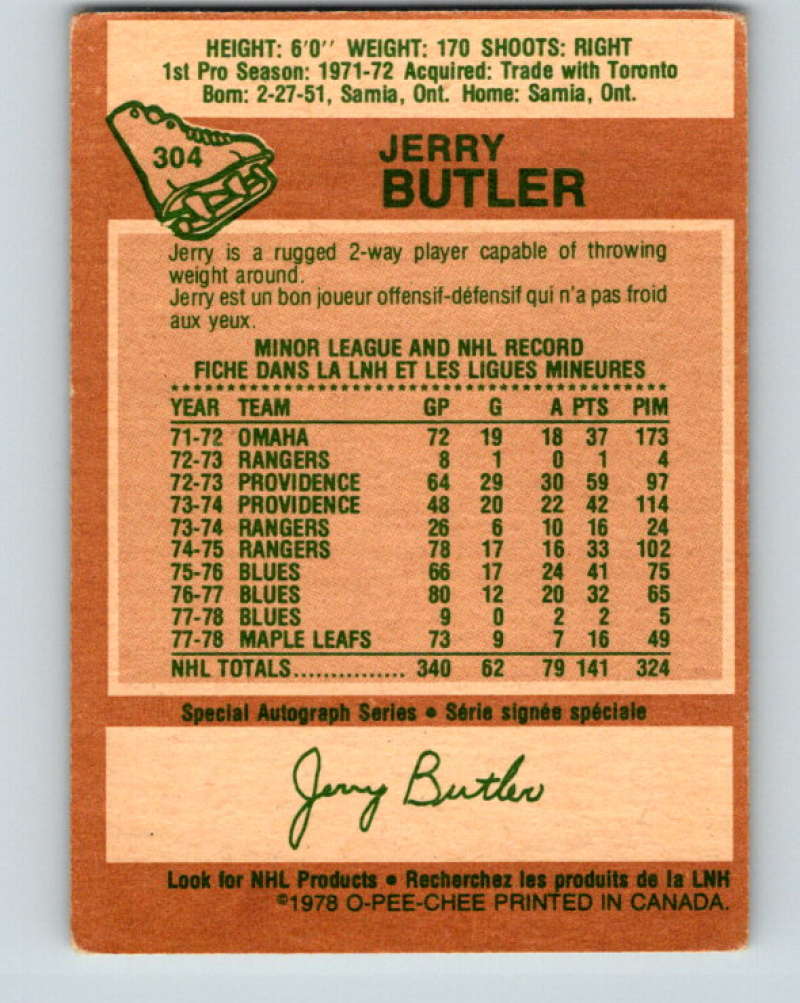 HEIGHT: 6'0'' WEIGHT: 170 SHOOTS: RIGHT
1st Pro Season: 1971-72 Acquired: Trade with Toronto
Born: 2-27-51, Sarnia, Ont. Home: Sarnia, Ont.
304
JERRY
BUTLER
Jerry is a rugged 2-way player capable of throwing
weight around.
Jerry est un bon joueur offensif-défensif qui n'a pas froid
aux yeux.
MINOR LEAGUE AND NHL RECORD
FICHE DANS LA LNH ET LES LIGUES MINEURES
YEAR TEAM GP G A PTS PIM
71-72 OMAHA 72 19 18 37 173
72-73 RANGERS 8 1 0 1 4
72-73 PROVIDENCE 64 29 30 59 97
73-74 PROVIDENCE 48 20 22 42 114
73-74 RANGERS 26 6 10 16 24
74-75 RANGERS 78 17 16 33 102
75-76 BLUES 66 17 24 41 75
76-77 BLUES 80 12 20 32 65
77-78 BLUES 9 0 2 2 5
77-78 MAPLE LEAFS 73 9 7 16 49
NHL TOTALS............... 340 62 79 141 324
Special Autograph Series • Série signée spéciale
Jerry Butler
Look for NHL Products • Recherchez les produits de la LNH
©1978 O-PEE-CHEE PRINTED IN CANADA.